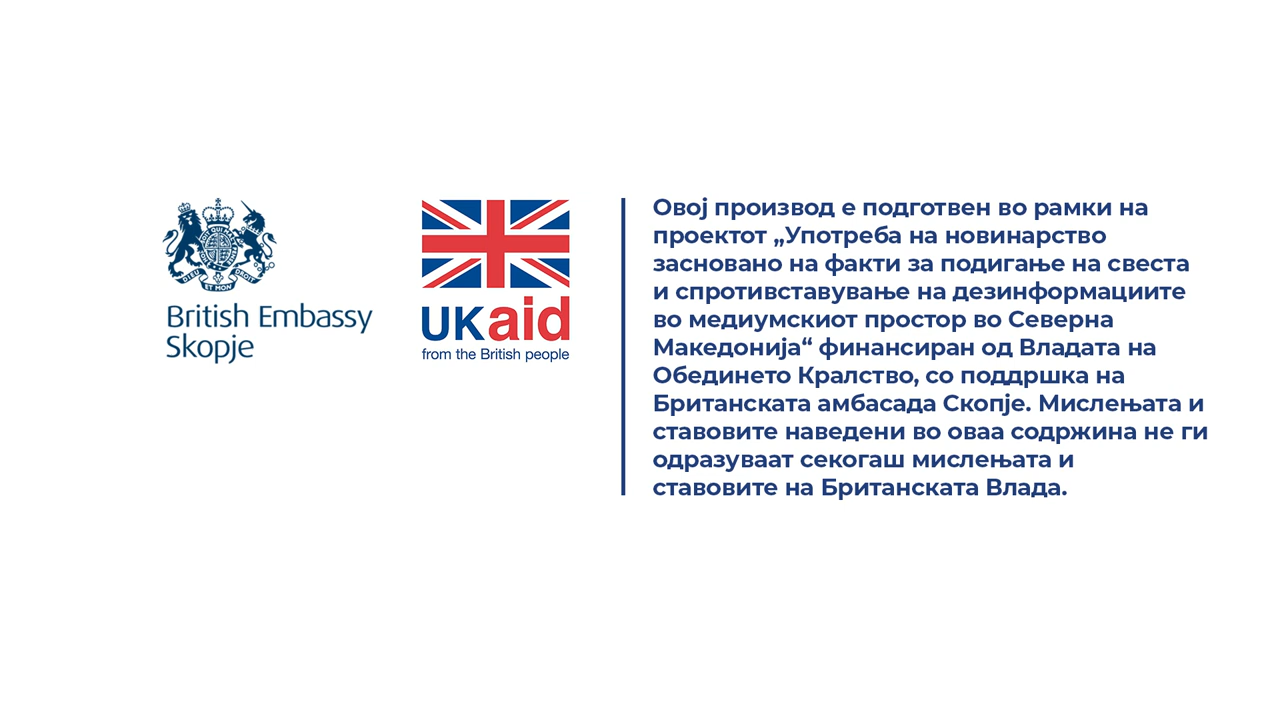 British Embassy
Skopje
UKaid
from the British people
Овој производ е подготвен во рамки на
проектот „Употреба на новинарство
засновано на факти за подигање на свеста
и спротивставување на дезинформациите
во медиумскиот простор во Северна
Македонија“ финансиран од Владата на
Обединето Кралство, со поддршка на
Британската амбасада Скопје. Мислењата и
ставовите наведени во оваа содржина не ги
одразуваат секогаш мислењата и
ставовите на Британската Влада.